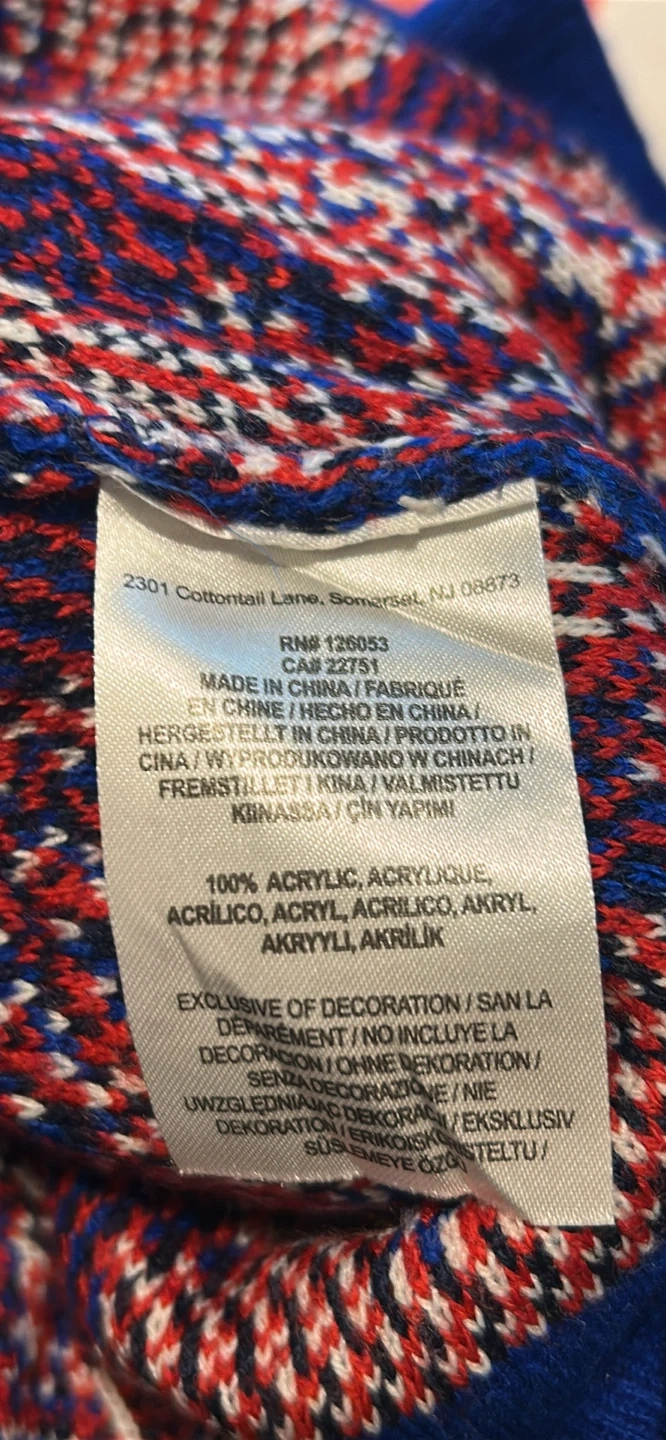 2301 Cottontail Lane, Somerset, NJ 08873
RN# 126053
CA# 22751
MADE IN CHINA / FABRIQUÉ
EN CHINE / HECHO EN CHINA /
HERGESTELLT IN CHINA / PRODOTTO IN
CINA / WYPRODUKOWANO W CHINACH /
FREMSTILLET I KINA / VALMISTETTU
KIINASSA / ÇİN YAPIMI
100% ACRYLIC, ACRYLIQUE,
ACRÍLICO, ACRYL, ACRILICO, AKRYL,
AKRYYLI, AKRİLİK
EXCLUSIVE OF DECORATION / SAN LA
DÉPAREMENT / NO INCLUYE LA
DECORACION / OHNE DEKORATION /
SENZA DECORAZIONE / NIE
UWZGLĘDNIAJĄC DEKORACJI / EKSKLUSIV
DEKORATION /
SÜSLEMEYE